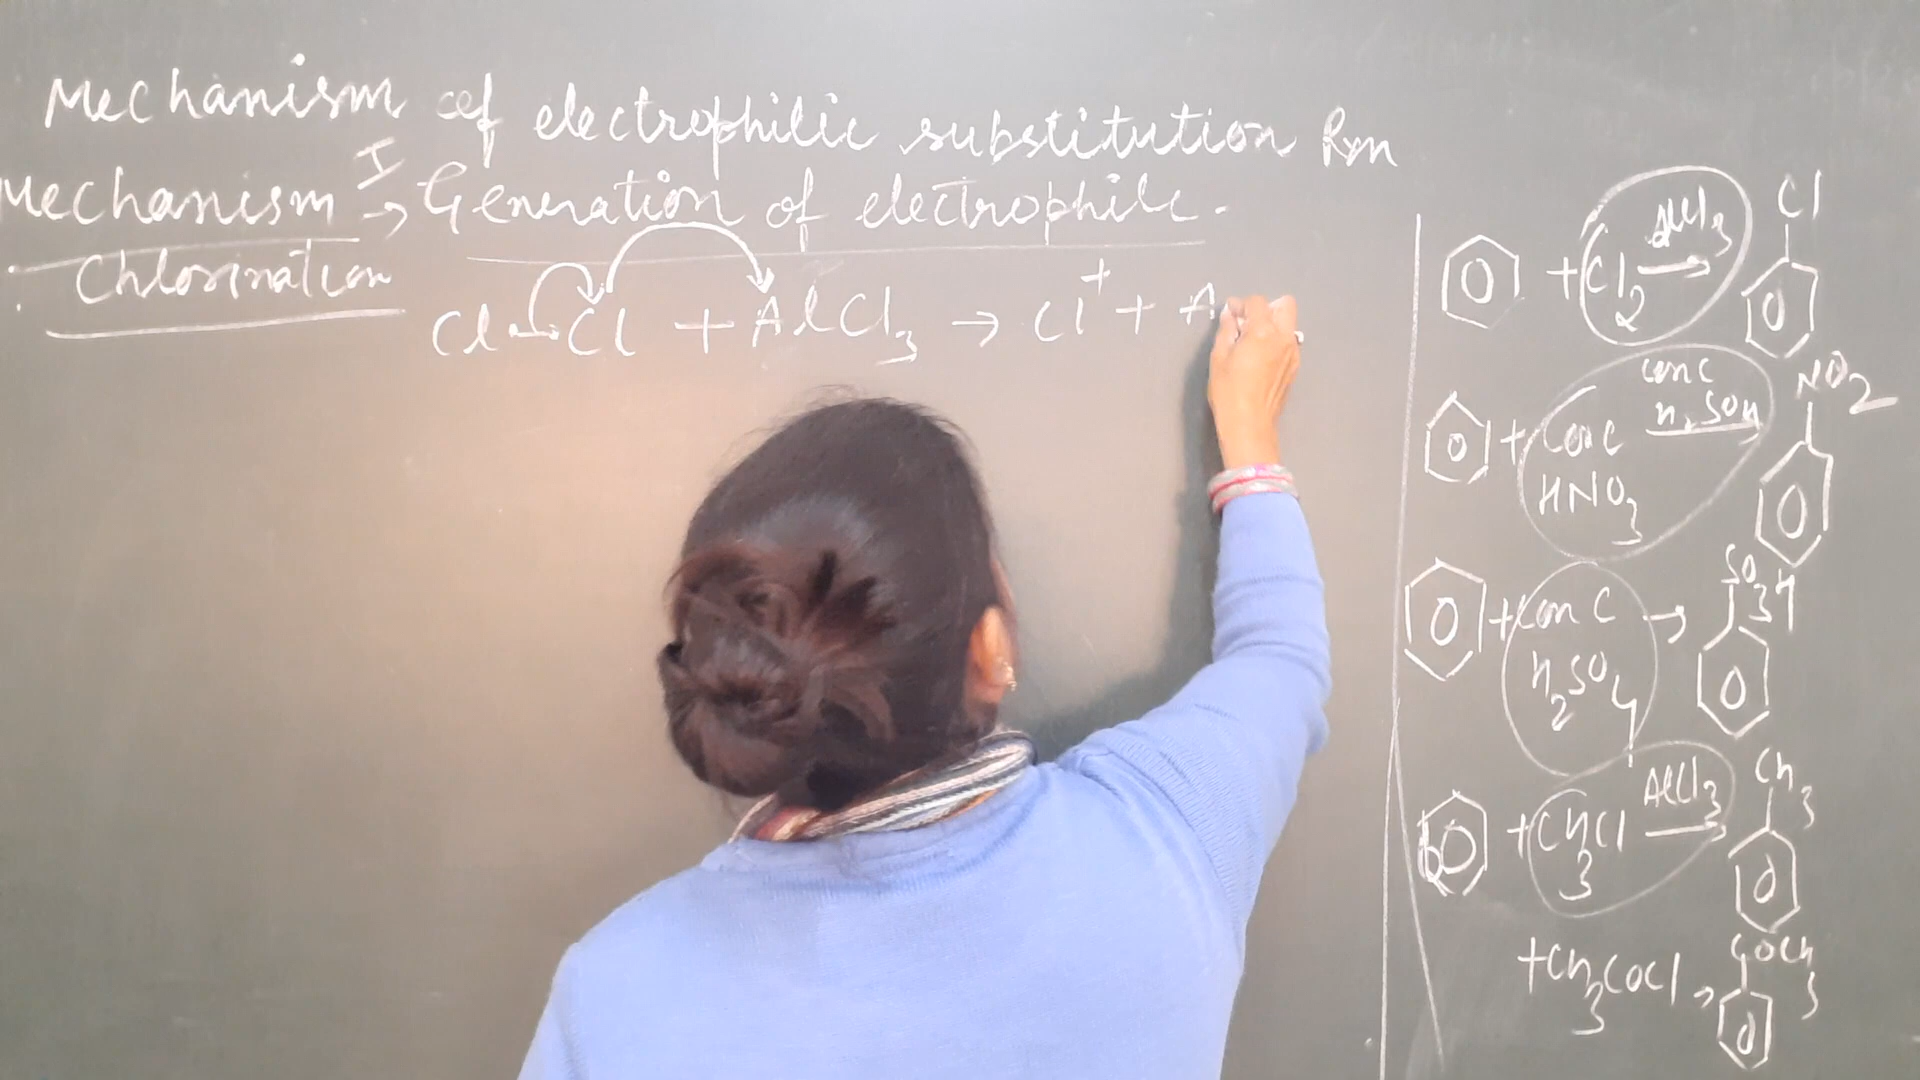 Mechanism of electrophilic substitution Rxn
Mechanism I → Generation of electrophile.
: Chlorination
Cl—Cl + AlCl3 → Cl+ + A
+ Cl2 AlCl3 → Cl
+ Conc HNO3 conc H2SO4 NO2
+ conc H2SO4 → SO3H
+ CH3Cl AlCl3 → CH3
+ CH3COCl → COCH3